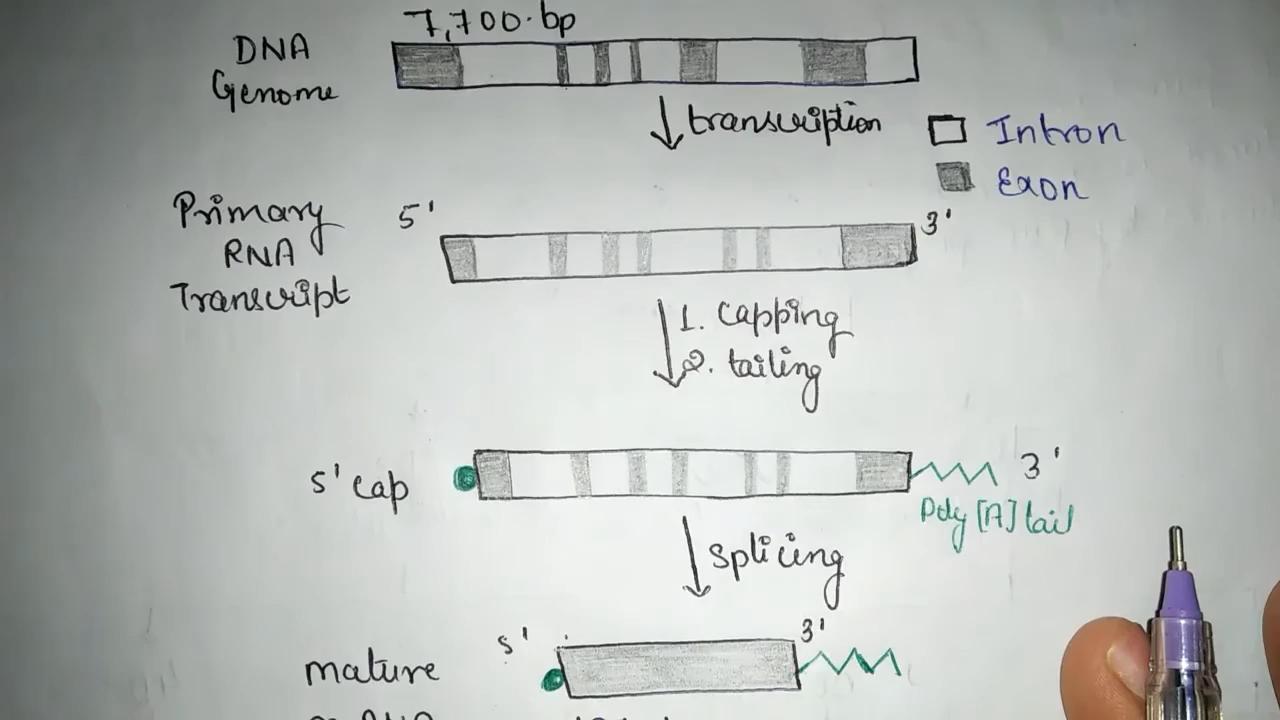 7,700 bp
DNA
Genome
transcription
Intron
Exon
Primary
RNA
Transcript
5'
3'
1. Capping
2. tailing
5' cap
3'
Poly [A] tail
splicing
5'
3'
mature